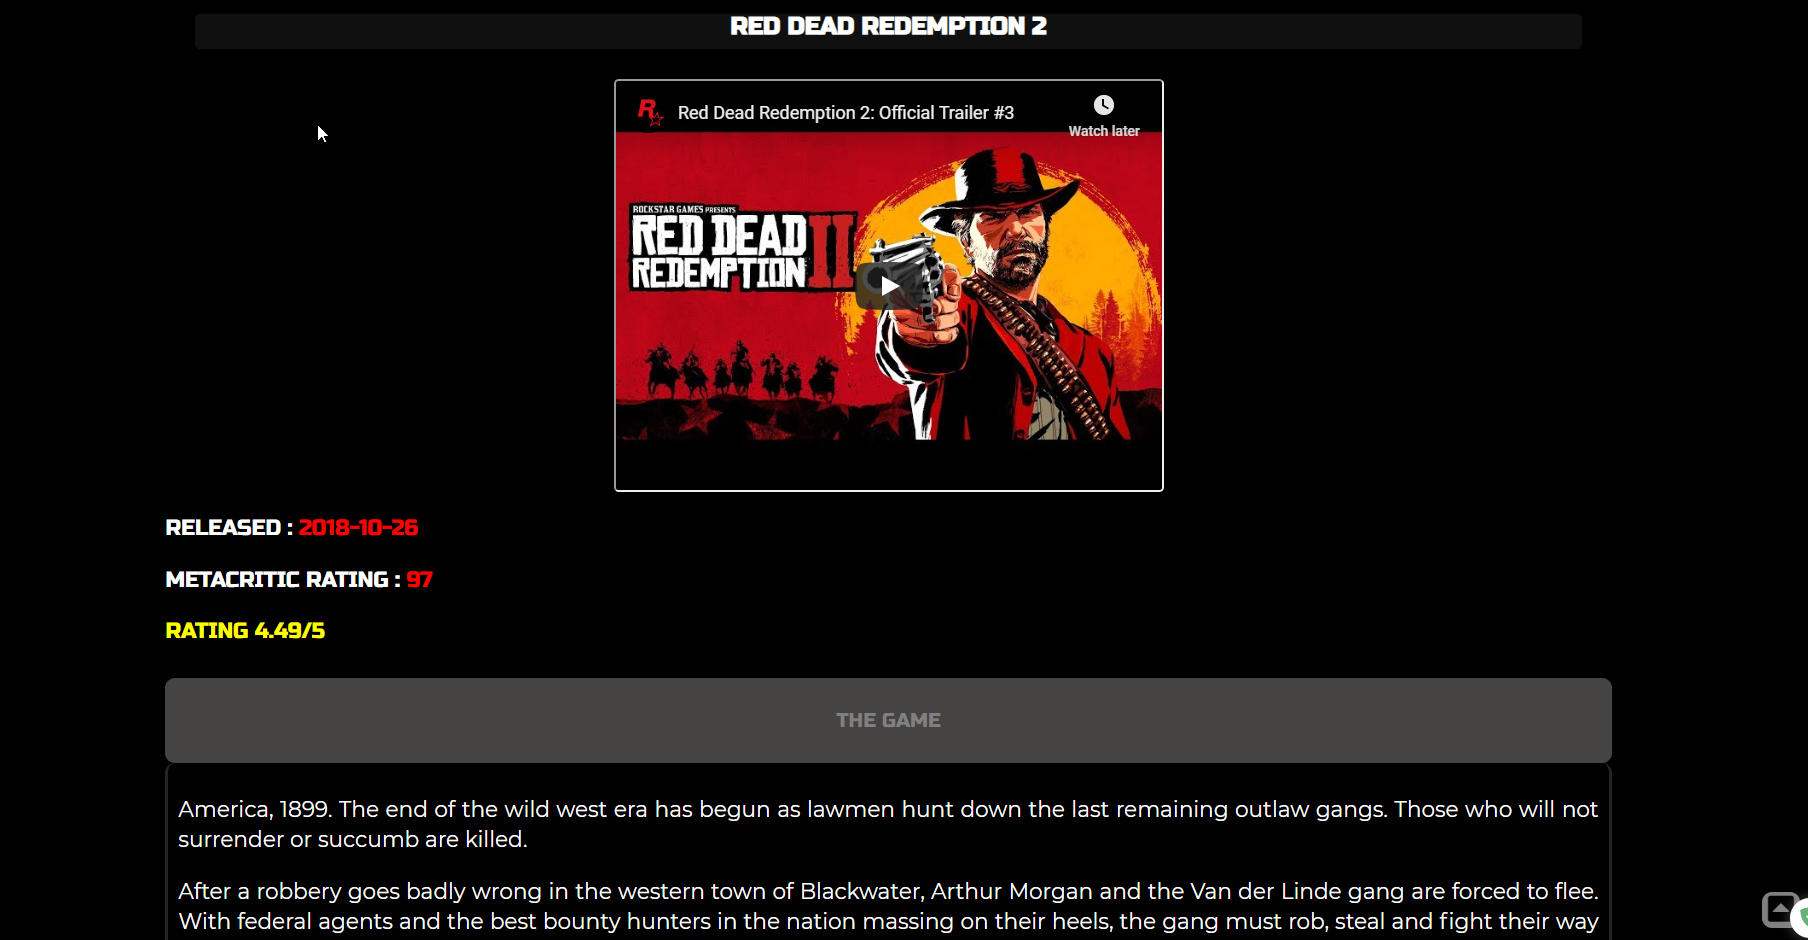 RED DEAD REDEMPTION 2
R
Red Dead Redemption 2: Official Trailer #3
Watch later
ROCKSTAR GAMES PRESENTS
RED DEAD
REDEMPTION II
RELEASED : 2018-10-26
METACRITIC RATING : 97
RATING 4.49/5
THE GAME
America, 1899. The end of the wild west era has begun as lawmen hunt down the last remaining outlaw gangs. Those who will not
surrender or succumb are killed.
After a robbery goes badly wrong in the western town of Blackwater, Arthur Morgan and the Van der Linde gang are forced to flee.
With federal agents and the best bounty hunters in the nation massing on their heels, the gang must rob, steal and fight their way